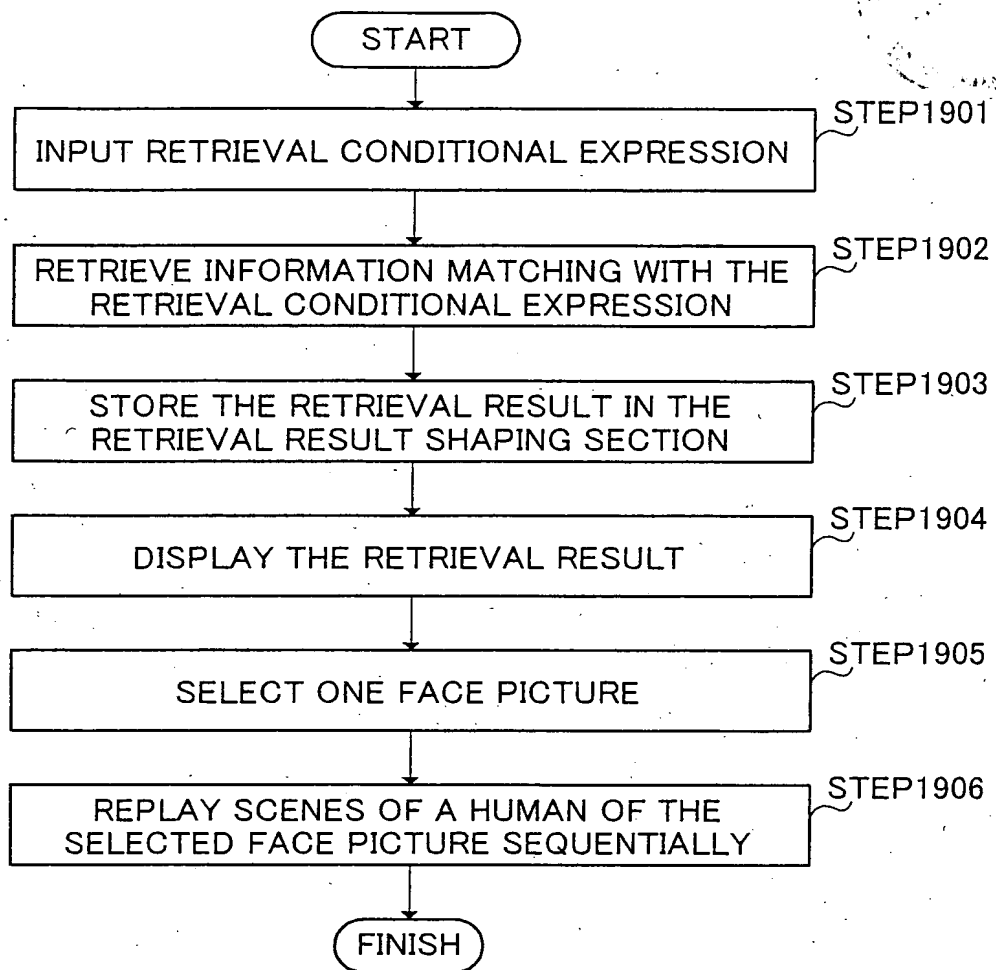 START
STEP1901
INPUT RETRIEVAL CONDITIONAL EXPRESSION
STEP1902
RETRIEVE INFORMATION MATCHING WITH THE
RETRIEVAL CONDITIONAL EXPRESSION
STEP1903
STORE THE RETRIEVAL RESULT IN THE
RETRIEVAL RESULT SHAPING SECTION
STEP1904
DISPLAY THE RETRIEVAL RESULT
STEP1905
SELECT ONE FACE PICTURE
STEP1906
REPLAY SCENES OF A HUMAN OF THE
SELECTED FACE PICTURE SEQUENTIALLY
FINISH